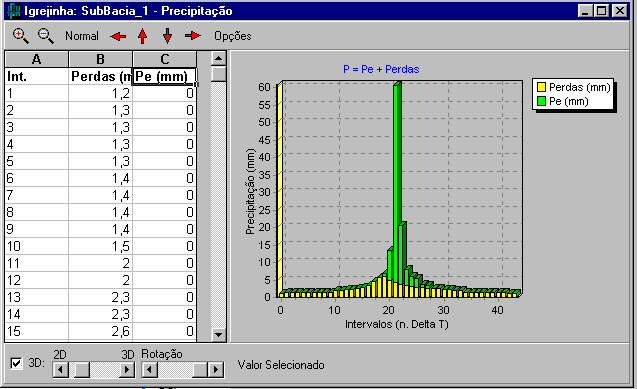 Igrejinha: SubBacia_1 - Precipitação
Normal Opções
A B C
Int. Perdas (m Pe (mm)
1 1,2 0
2 1,3 0
3 1,3 0
4 1,3 0
5 1,3 0
6 1,4 0
7 1,4 0
8 1,4 0
9 1,4 0
10 1,5 0
11 2 0
12 2 0
13 2,3 0
14 2,3 0
15 2,6 0
P = Pe + Perdas
Perdas (mm)
Pe (mm)
Precipitação (mm)
60
55
50
45
40
35
30
25
20
15
10
5
0
0 10 20 30 40
Intervalos (n. Delta T)
3D: 2D 3D Rotação
Valor Selecionado